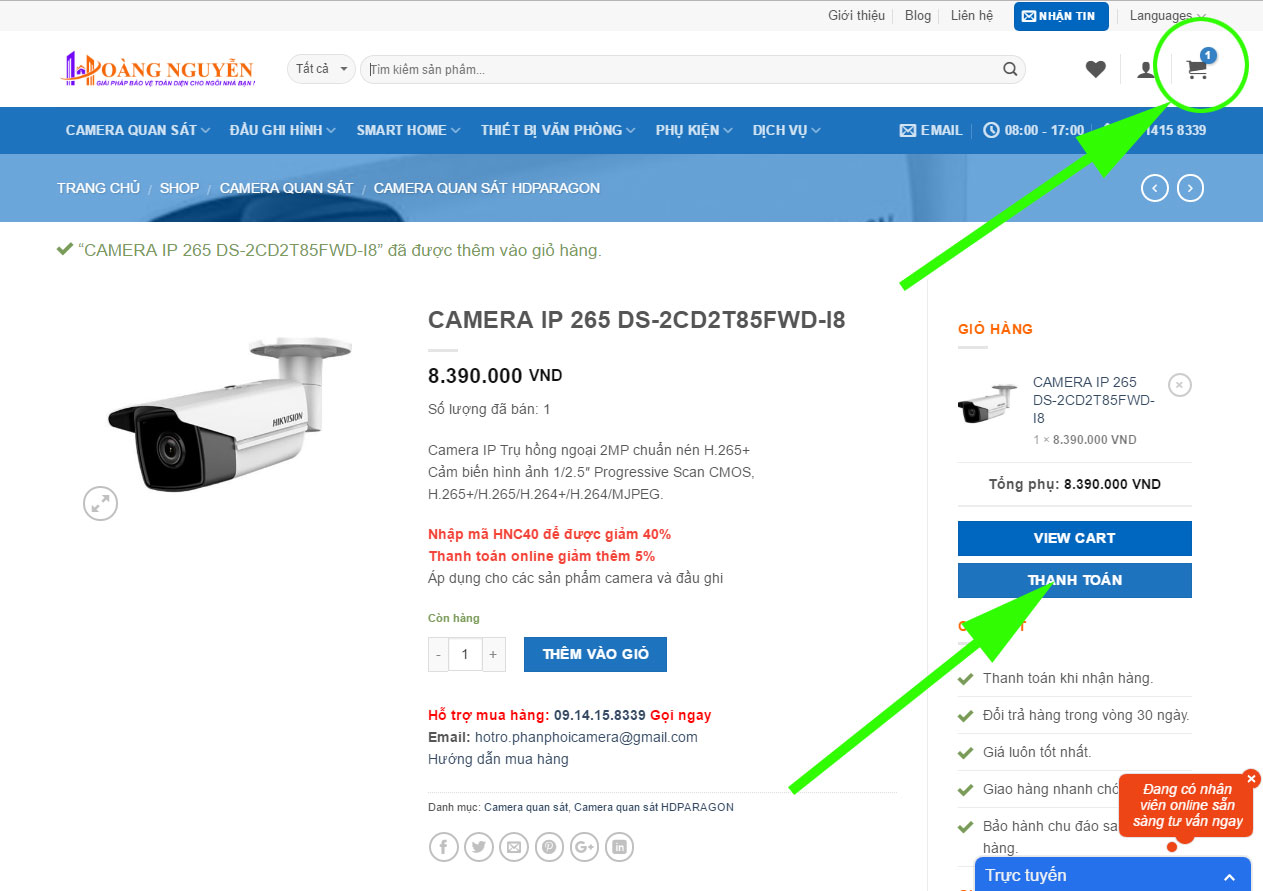 Giới thiệu
Blog
Liên hệ
NHẬN TIN
Languages
HOÀNG NGUYỄN
GIẢI PHÁP BẢO VỆ TOÀN DIỆN CHO NGÔI NHÀ BẠN !
Tất cả
Tìm kiếm sản phẩm...
1
CAMERA QUAN SÁT
ĐẦU GHI HÌNH
SMART HOME
THIẾT BỊ VĂN PHÒNG
PHỤ KIỆN
DỊCH VỤ
EMAIL
08:00 - 17:00
1415 8339
TRANG CHỦ / SHOP / CAMERA QUAN SÁT / CAMERA QUAN SÁT HDPARAGON
“CAMERA IP 265 DS-2CD2T85FWD-I8” đã được thêm vào giỏ hàng.
HIKVISION
CAMERA IP 265 DS-2CD2T85FWD-I8
8.390.000 VND
Số lượng đã bán: 1
Camera IP Trụ hồng ngoại 2MP chuẩn nén H.265+
Cảm biến hình ảnh 1/2.5″ Progressive Scan CMOS,
H.265+/H.265/H.264+/H.264/MJPEG.
Nhập mã HNC40 để được giảm 40%
Thanh toán online giảm thêm 5%
Áp dụng cho các sản phẩm camera và đầu ghi
Còn hàng
- 1 +
THÊM VÀO GIỎ
Hỗ trợ mua hàng: 09.14.15.8339 Gọi ngay
Email: hotro.phanphoicamera@gmail.com
Hướng dẫn mua hàng
Danh mục: Camera quan sát, Camera quan sát HDPARAGON
GIỎ HÀNG
CAMERA IP 265
DS-2CD2T85FWD-
I8
1 × 8.390.000 VND
Tổng phụ: 8.390.000 VND
VIEW CART
THANH TOÁN
Thanh toán khi nhận hàng.
Đổi trả hàng trong vòng 30 ngày.
Giá luôn tốt nhất.
Giao hàng nhanh
Bảo hành chu đáo
hàng.
Đang có nhân
viên online sẵn
sàng tư vấn ngay
Trực tuyến